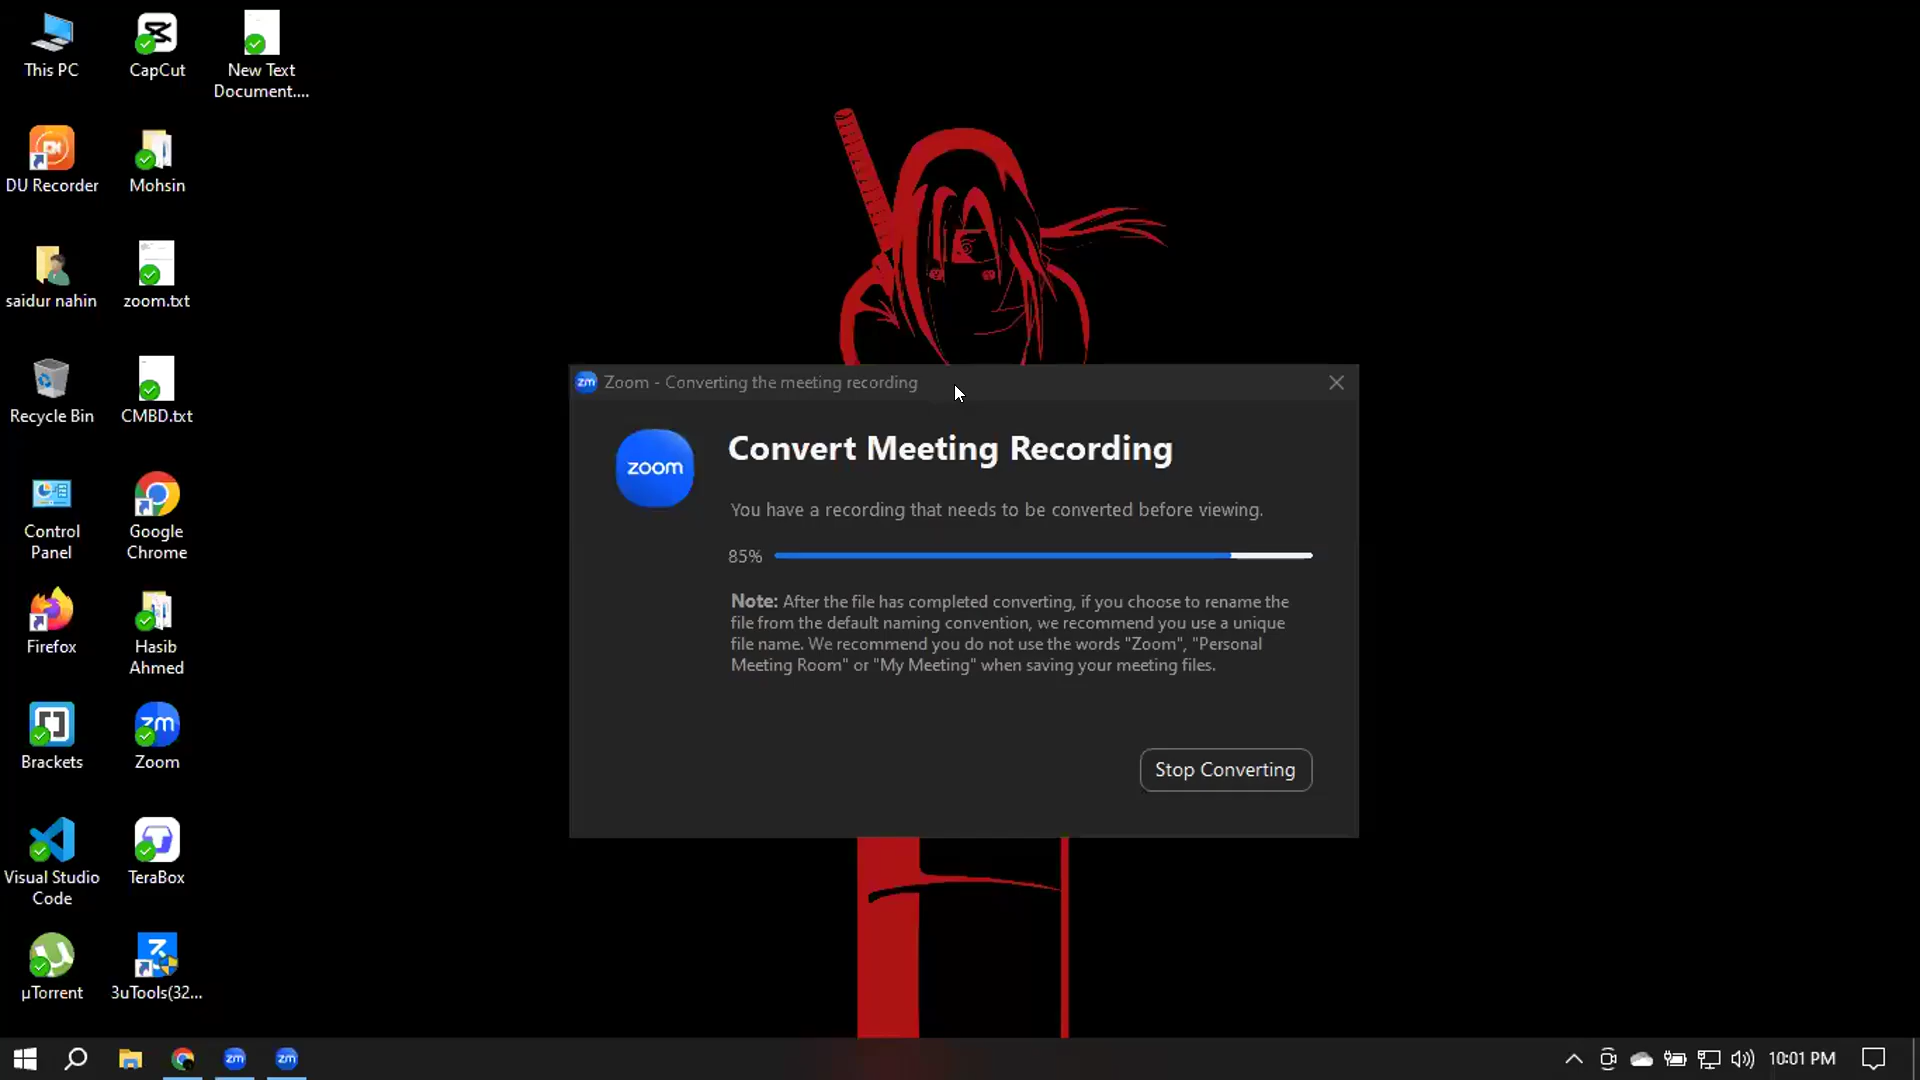 This PC
CapCut
New Text
Document....
DU Recorder
Mohsin
saidur nahin
zoom.txt
Recycle Bin
CMBD.txt
Control
Panel
Google
Chrome
Firefox
Hasib
Ahmed
Brackets
zm
Zoom
Visual Studio
Code
TeraBox
µTorrent
3uTools(32...
zm Zoom - Converting the meeting recording
zoom
Convert Meeting Recording
You have a recording that needs to be converted before viewing.
85%
Note: After the file has completed converting, if you choose to rename the
file from the default naming convention, we recommend you use a unique
file name. We recommend you do not use the words "Zoom", "Personal
Meeting Room" or "My Meeting" when saving your meeting files.
Stop Converting
zm
zm
10:01 PM